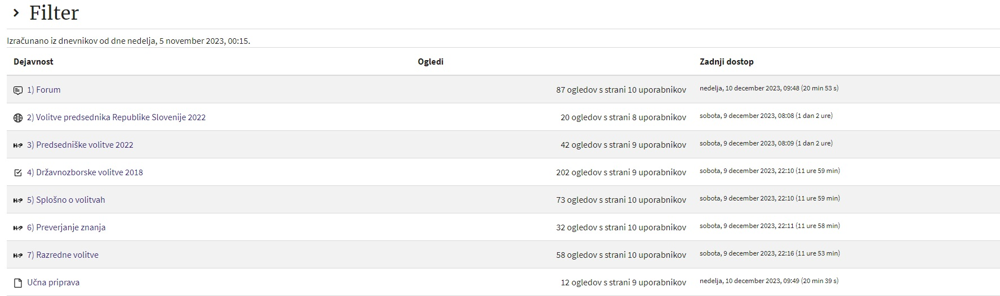 Filter
Izračunano iz dnevnikov od dne nedelja, 5 november 2023, 00:15.
Dejavnost Ogledi Zadnji dostop
1) Forum 87 ogledov s strani 10 uporabnikov nedelja, 10 december 2023, 09:48 (20 min 53 s)
2) Volitve predsednika Republike Slovenije 2022 20 ogledov s strani 8 uporabnikov sobota, 9 december 2023, 08:08 (1 dan 2 ure)
H-P 3) Predsedniške volitve 2022 42 ogledov s strani 9 uporabnikov sobota, 9 december 2023, 08:09 (1 dan 2 ure)
4) Državnozborske volitve 2018 202 ogledov s strani 9 uporabnikov sobota, 9 december 2023, 22:10 (11 ure 59 min)
H-P 5) Splošno o volitvah 73 ogledov s strani 10 uporabnikov sobota, 9 december 2023, 22:10 (11 ure 59 min)
H-P 6) Preverjanje znanja 32 ogledov s strani 10 uporabnikov sobota, 9 december 2023, 22:11 (11 ure 58 min)
H-P 7) Razredne volitve 58 ogledov s strani 10 uporabnikov sobota, 9 december 2023, 22:16 (11 ure 53 min)
Učna priprava 12 ogledov s strani 9 uporabnikov nedelja, 10 december 2023, 09:49 (20 min 39 s)